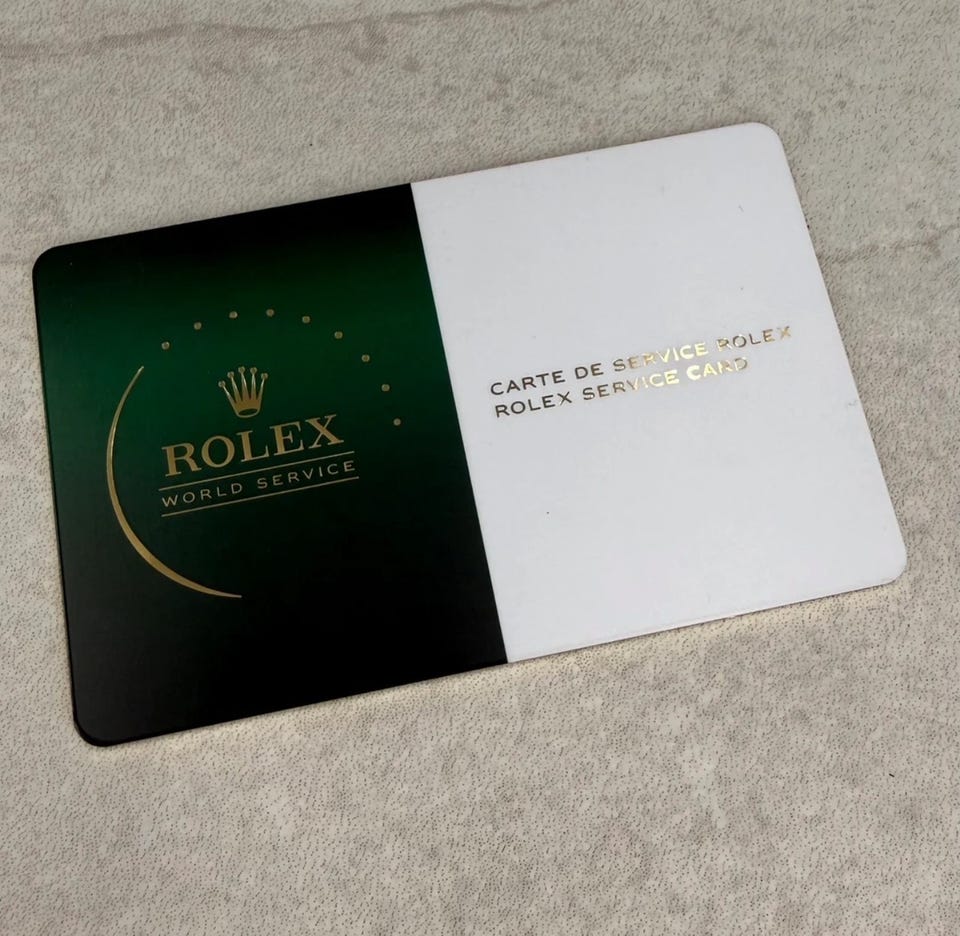 ROLEX
WORLD SERVICE
CARTE DE SERVICE ROLEX
ROLEX SERVICE CARD